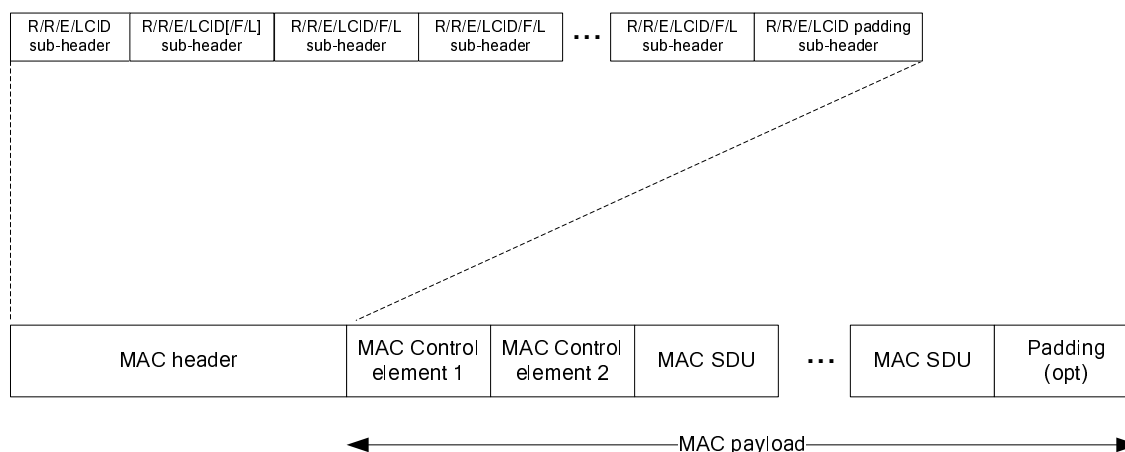 R/R/E/LCID
sub-header
R/R/E/LCID[/F/L]
sub-header
R/R/E/LCID/F/L
sub-header
R/R/E/LCID/F/L
sub-header
...
R/R/E/LCID/F/L
sub-header
R/R/E/LCID padding
sub-header
MAC header
MAC Control
element 1
MAC Control
element 2
MAC SDU
...
MAC SDU
Padding
(opt)
MAC payload